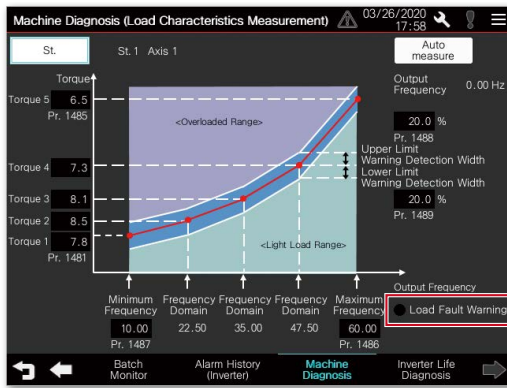 Machine Diagnosis (Load Characteristics Measurement)
03/26/2020
17:58
St.
St. 1 Axis 1
Auto
measure
Torque
Output
Frequency
0.00 Hz
Torque 5 6.5
Pr. 1485
<Overloaded Range>
20.0 %
Pr. 1488
Upper Limit
Warning Detection Width
Lower Limit
Warning Detection Width
20.0 %
Pr. 1489
Torque 4 7.3
Torque 3 8.1
Torque 2 8.5
Torque 1 7.8
Pr. 1481
<Light Load Range>
Output Frequency
Minimum
Frequency
Frequency
Domain
Frequency
Domain
Frequency
Domain
Maximum
Frequency
Load Fault Warning
10.00 22.50 35.00 47.50 60.00
Pr. 1487
Pr. 1486
Batch
Monitor
Alarm History
(Inverter)
Machine
Diagnosis
Inverter Life
Diagnosis